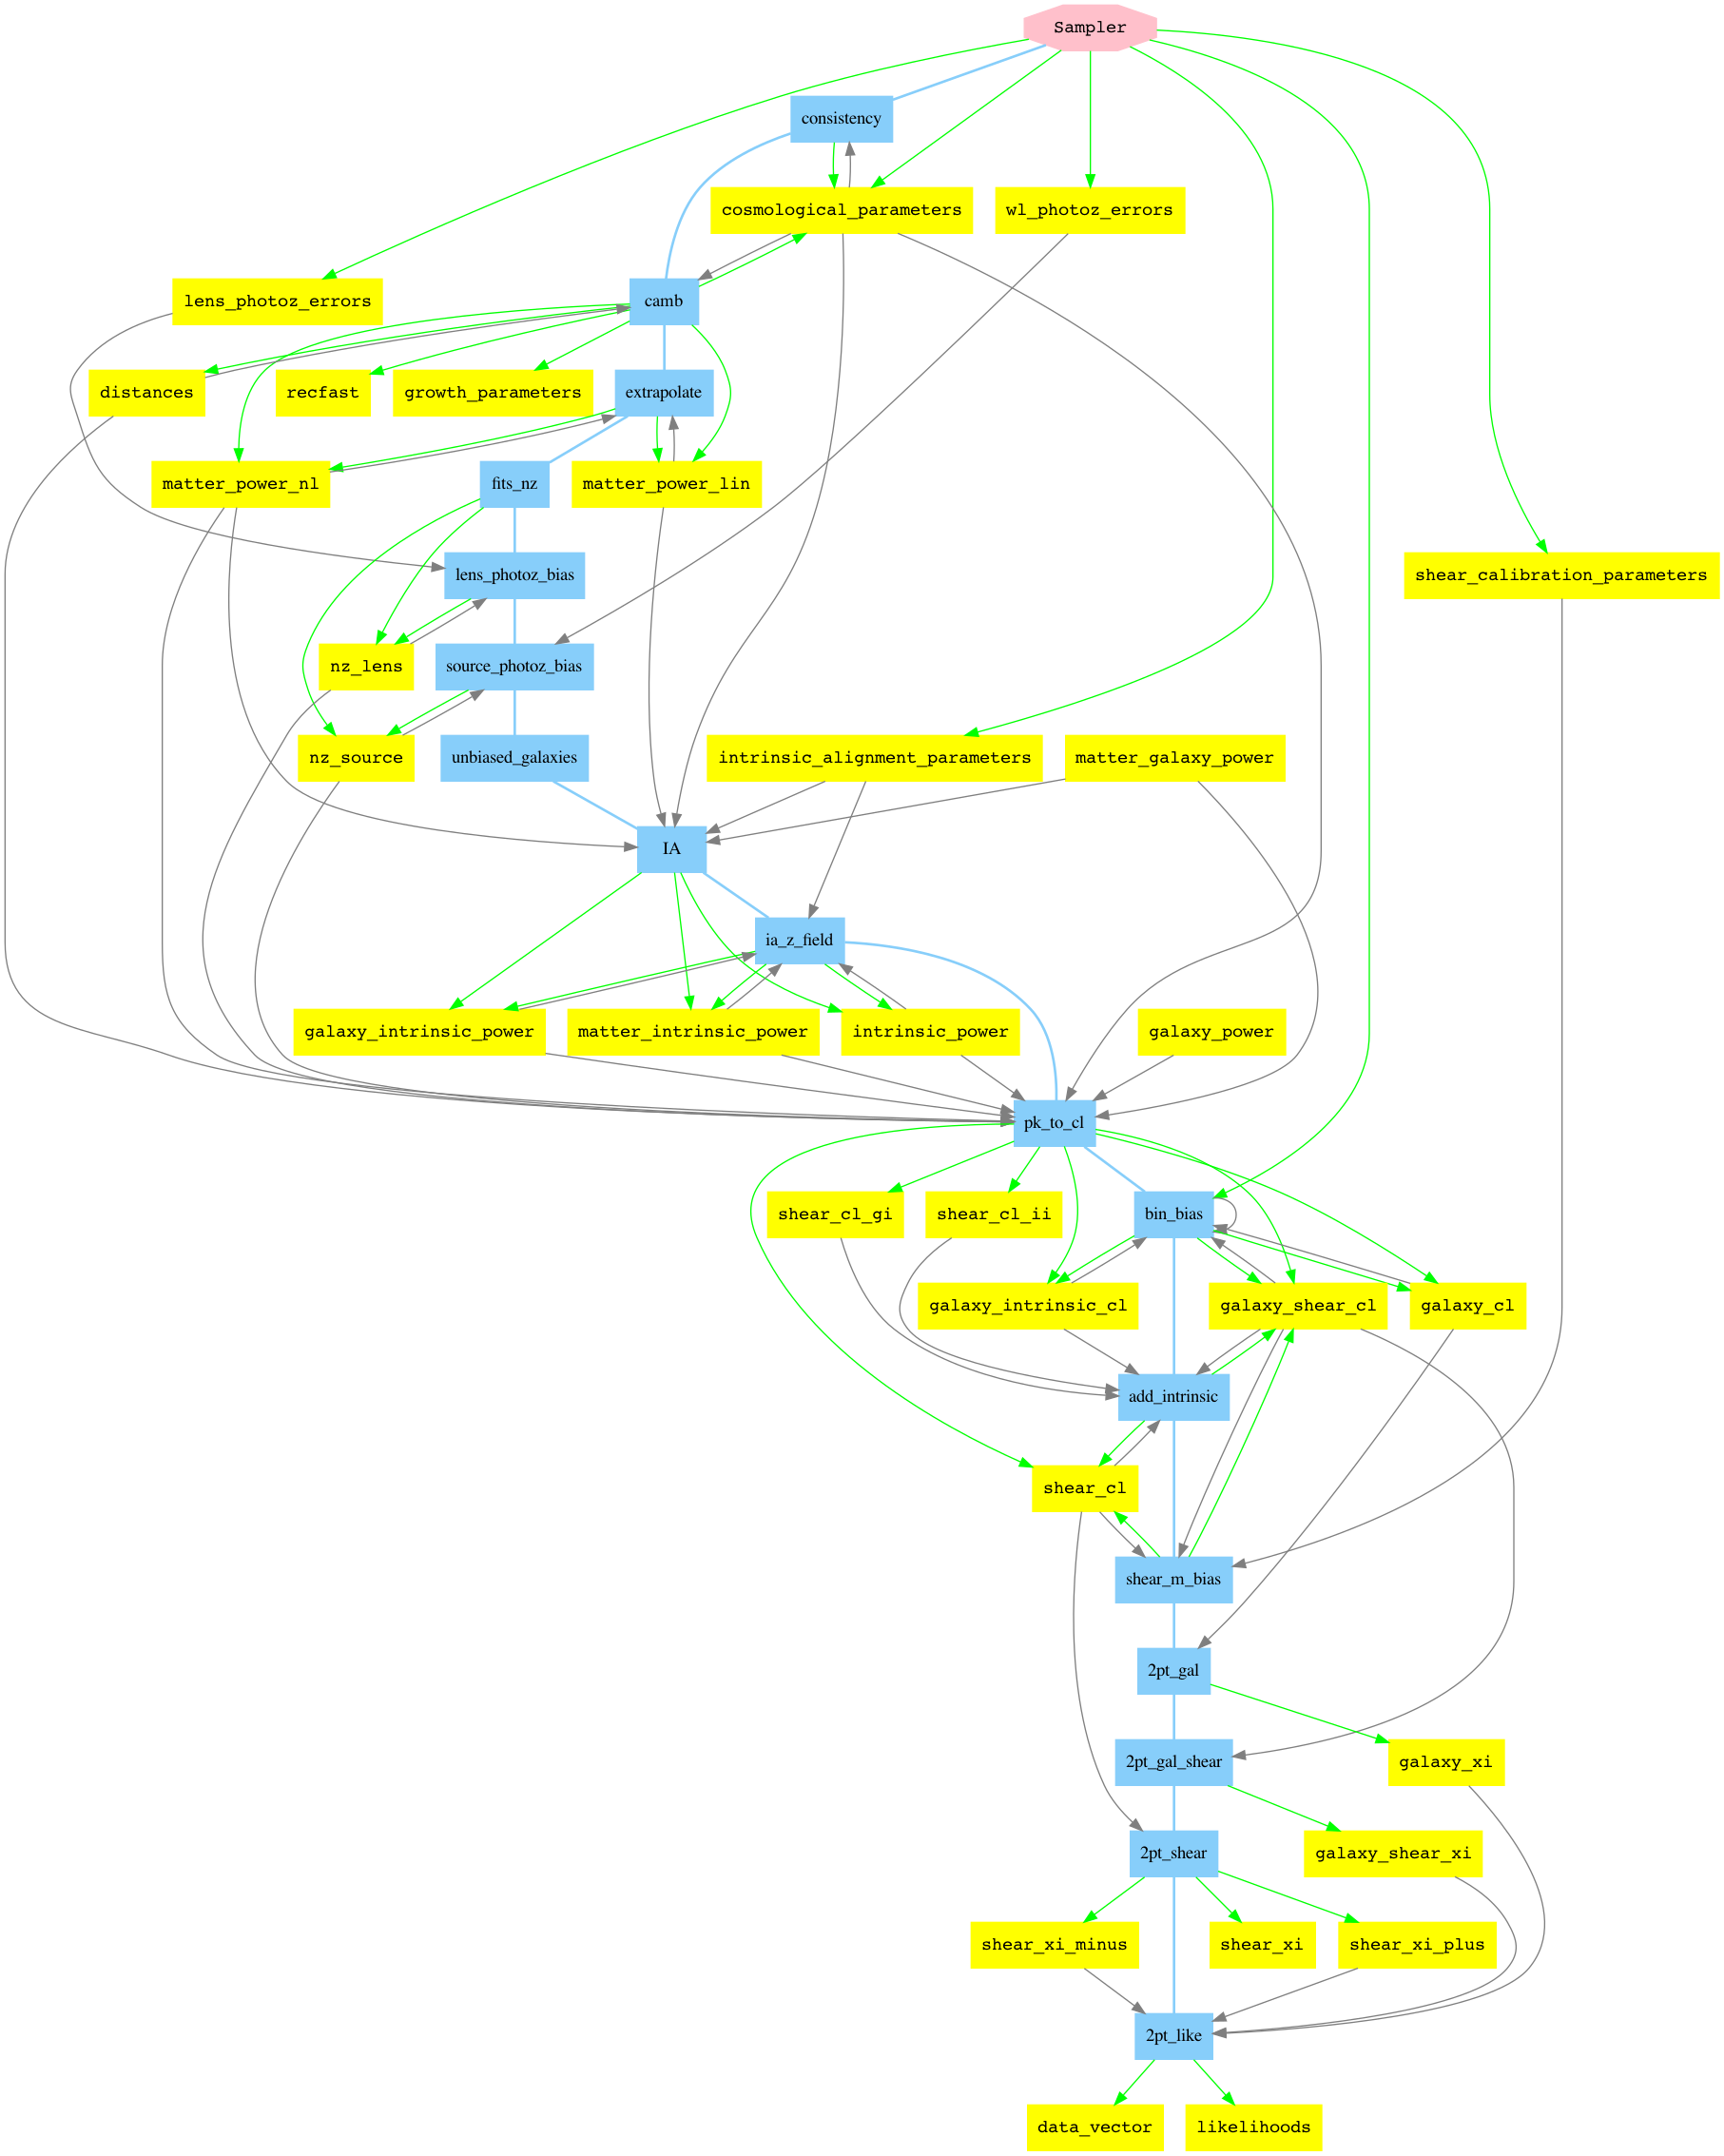 Sampler
consistency
cosmological_parameters
wl_photoz_errors
lens_photoz_errors
camb
distances
recfast
growth_parameters
extrapolate
matter_power_nl
fits_nz
matter_power_lin
lens_photoz_bias
shear_calibration_parameters
nz_lens
source_photoz_bias
nz_source
unbiased_galaxies
intrinsic_alignment_parameters
matter_galaxy_power
IA
ia_z_field
galaxy_intrinsic_power
matter_intrinsic_power
intrinsic_power
galaxy_power
pk_to_cl
shear_cl_gi
shear_cl_ii
bin_bias
galaxy_intrinsic_cl
galaxy_shear_cl
galaxy_cl
add_intrinsic
shear_cl
shear_m_bias
2pt_gal
2pt_gal_shear
galaxy_xi
2pt_shear
galaxy_shear_xi
shear_xi_minus
shear_xi
shear_xi_plus
2pt_like
data_vector
likelihoods